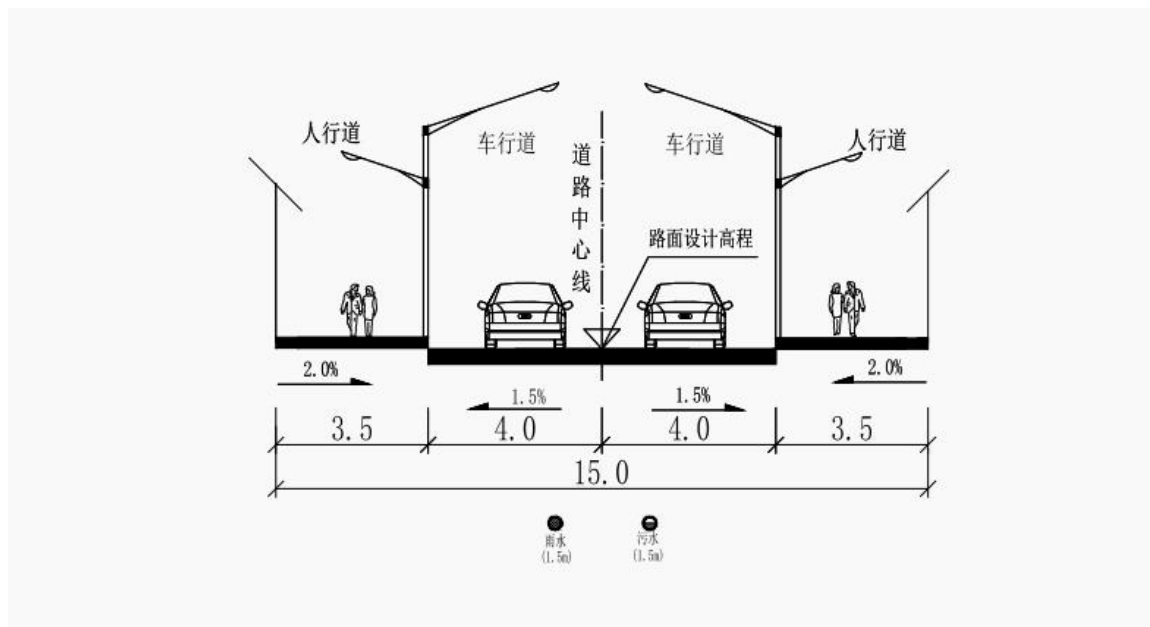 人行道
车行道
道路中心线
车行道
人行道
路面设计高程
2.0%
1.5%
1.5%
2.0%
3.5
4.0
4.0
3.5
15.0
雨水
(1.5m)
污水
(1.5m)